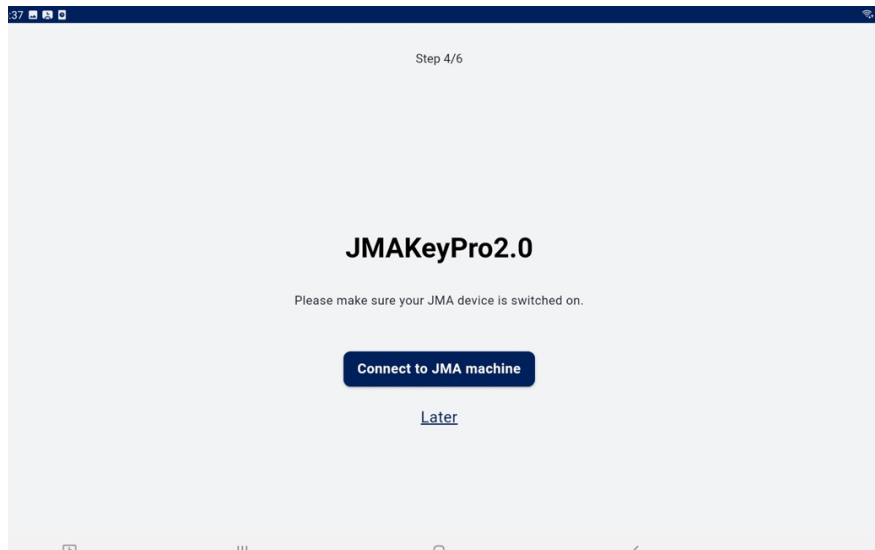 :37
Step 4/6
JMAKeyPro2.0
Please make sure your JMA device is switched on.
Connect to JMA machine
Later